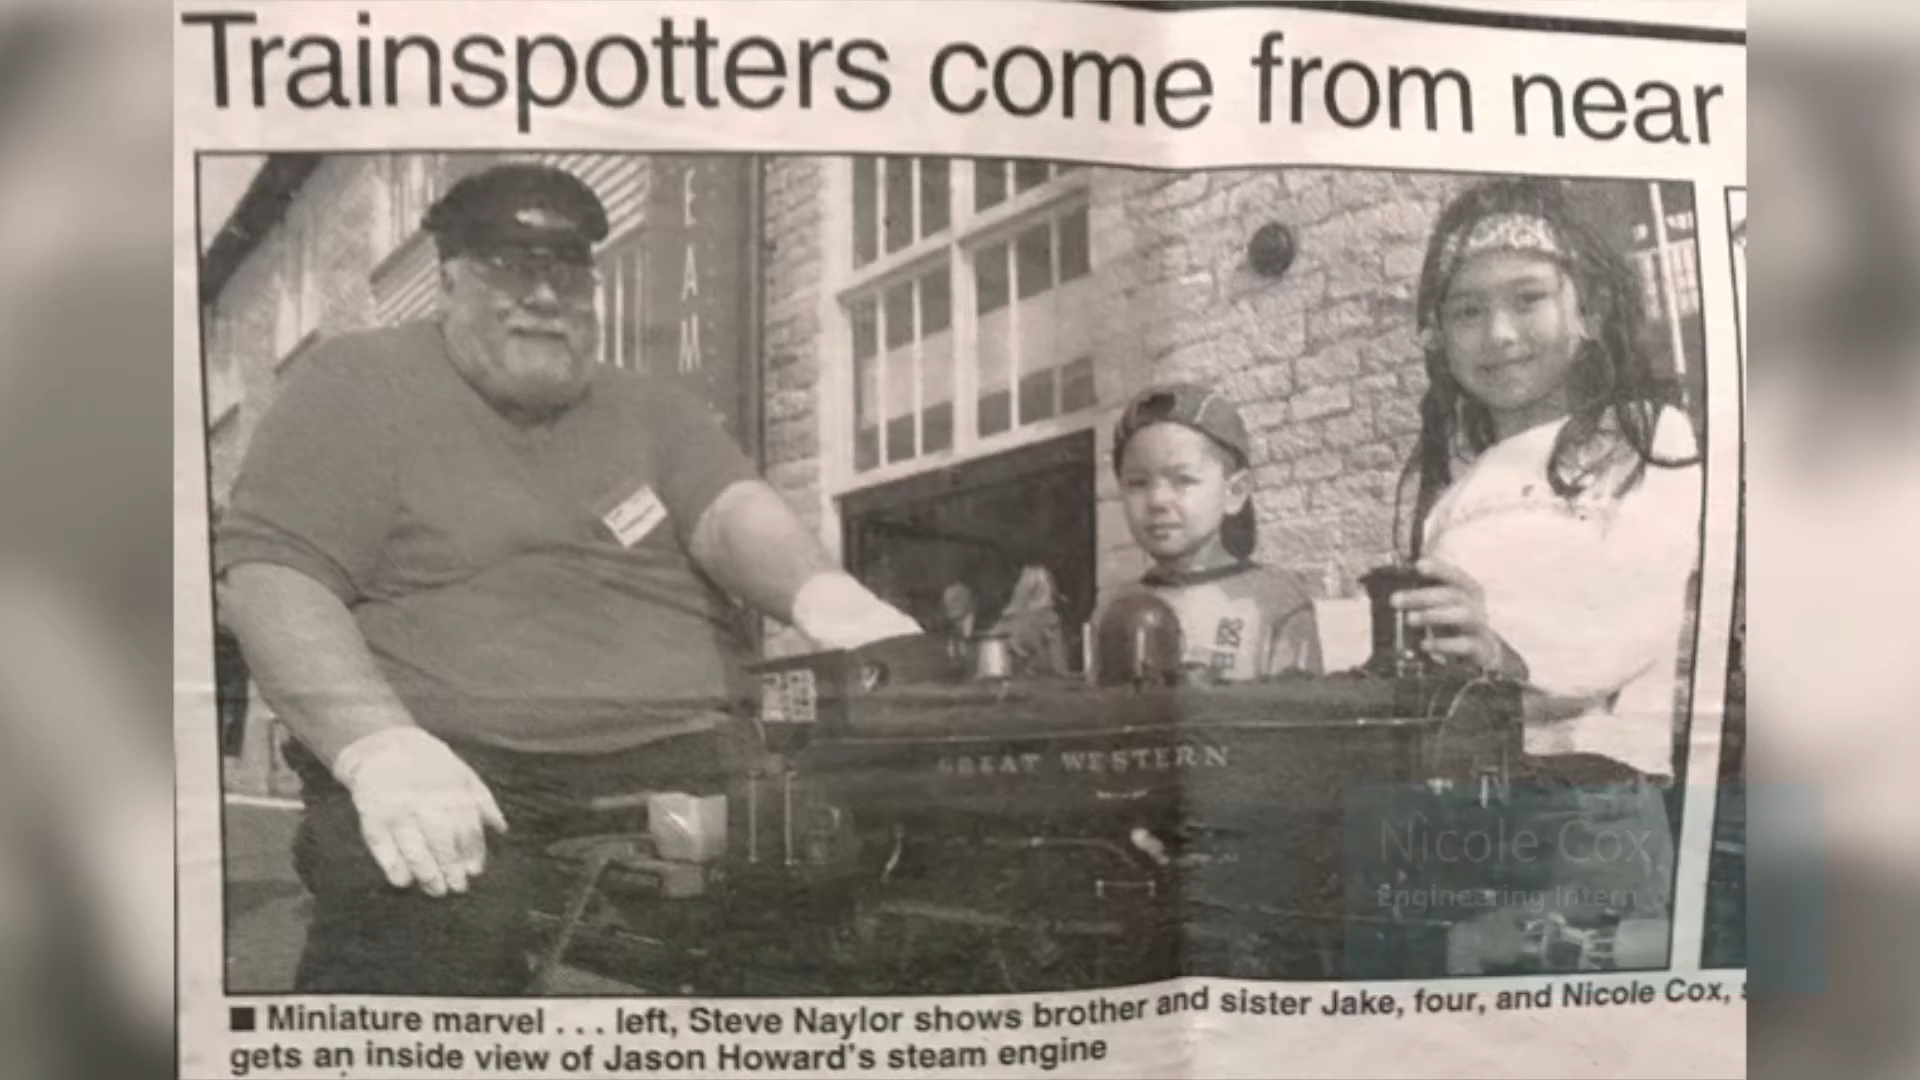 Trainspotters come from near
EAM
GREAT WESTERN
Nicole Cox
Engineering Intern
■ Miniature marvel . . . left, Steve Naylor shows brother and sister Jake, four, and Nicole Cox,
gets an inside view of Jason Howard's steam engine